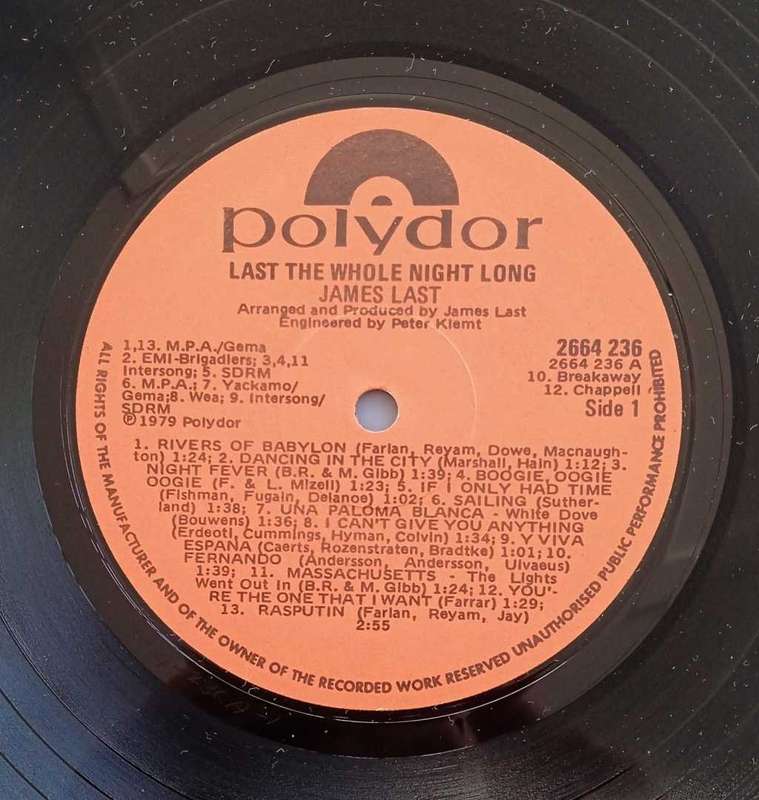 polydor
LAST THE WHOLE NIGHT LONG
JAMES LAST
Arranged and Produced by James Last
Engineered by Peter Klemt
1,13. M.P.A./Gema
2. EMI-Brigadiers; 3,4,11
Intersong; 5. SDRM
6. M.P.A.; 7. Yackamo/
Gema;8. Wea; 9. Intersong/
SDRM
℗ 1979 Polydor
2664 236
2664 236 A
10. Breakaway
12. Chappell
Side 1
1. RIVERS OF BABYLON (Farian, Reyam, Dowe, Macnaugh-
ton) 1:24; 2. DANCING IN THE CITY (Marshall, Hain) 1:12; 3.
NIGHT FEVER (B.R. & M. Gibb) 1:39; 4. BOOGIE, OOGIE
OOGIE (F. & L. Mizell) 1:23; 5. IF I ONLY HAD TIME
(Fishman, Fugain, Delanoe) 1:02; 6. SAILING (Suther-
land) 1:38; 7. UNA PALOMA BLANCA - White Dove
(Bouwens) 1:36; 8. I CAN'T GIVE YOU ANYTHING
(Erdeoti, Cummings, Hyman, Colvin) 1:34; 9. Y VIVA
ESPANA (Caerts, Rozenstraten, Bradtke) 1:01; 10.
FERNANDO (Andersson, Andersson, Ulvaeus)
1:39; 11. MASSACHUSETTS - The Lights
Went Out in (B.R. & M. Gibb) 1:24; 12. YOU'-
RE THE ONE THAT I WANT (Farrar) 1:29;
13. RASPUTIN (Farian, Reyam, Jay)
2:55
ALL RIGHTS OF THE MANUFACTURER AND OF THE OWNER OF THE RECORDED WORK RESERVED UNAUTHORISED PUBLIC PERFORMANCE PROHIBITED